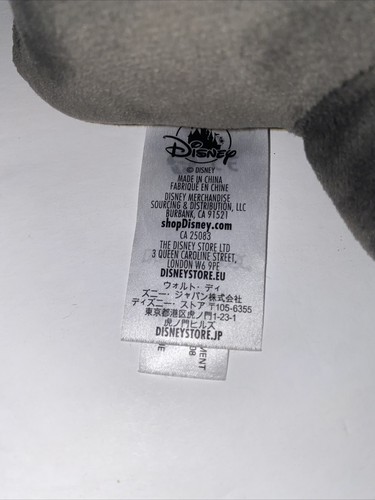 Disney
© DISNEY
MADE IN CHINA
FABRIQUE EN CHINE
DISNEY MERCHANDISE
SOURCING & DISTRIBUTION, LLC
BURBANK, CA 91521
shopDisney.com
CA 25083
THE DISNEY STORE LTD
3 QUEEN CAROLINE STREET,
LONDON W6 9PE
DISNEYSTORE.EU
ウォルト・ディ
ズニー・ジャパン株式会社
ディズニー・ストア 〒105-6355
東京都港区虎ノ門1-23-1
虎ノ門ヒルズ
DISNEYSTORE.JP